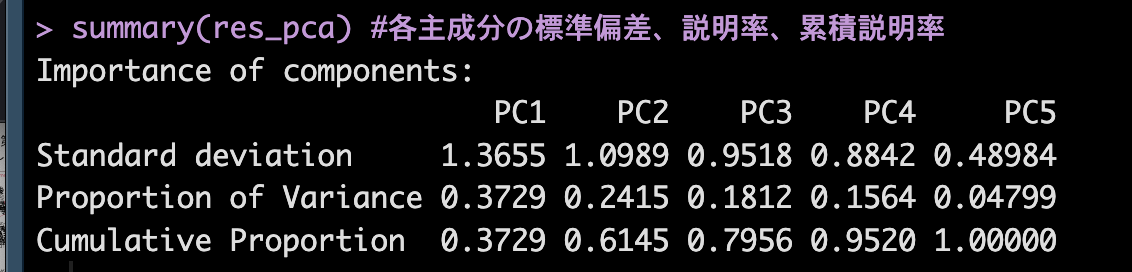 > summary(res_pca) #各主成分の標準偏差、説明率、累積説明率
Importance of components:
PC1 PC2 PC3 PC4 PC5
Standard deviation 1.3655 1.0989 0.9518 0.8842 0.48984
Proportion of Variance 0.3729 0.2415 0.1812 0.1564 0.04799
Cumulative Proportion 0.3729 0.6145 0.7956 0.9520 1.00000